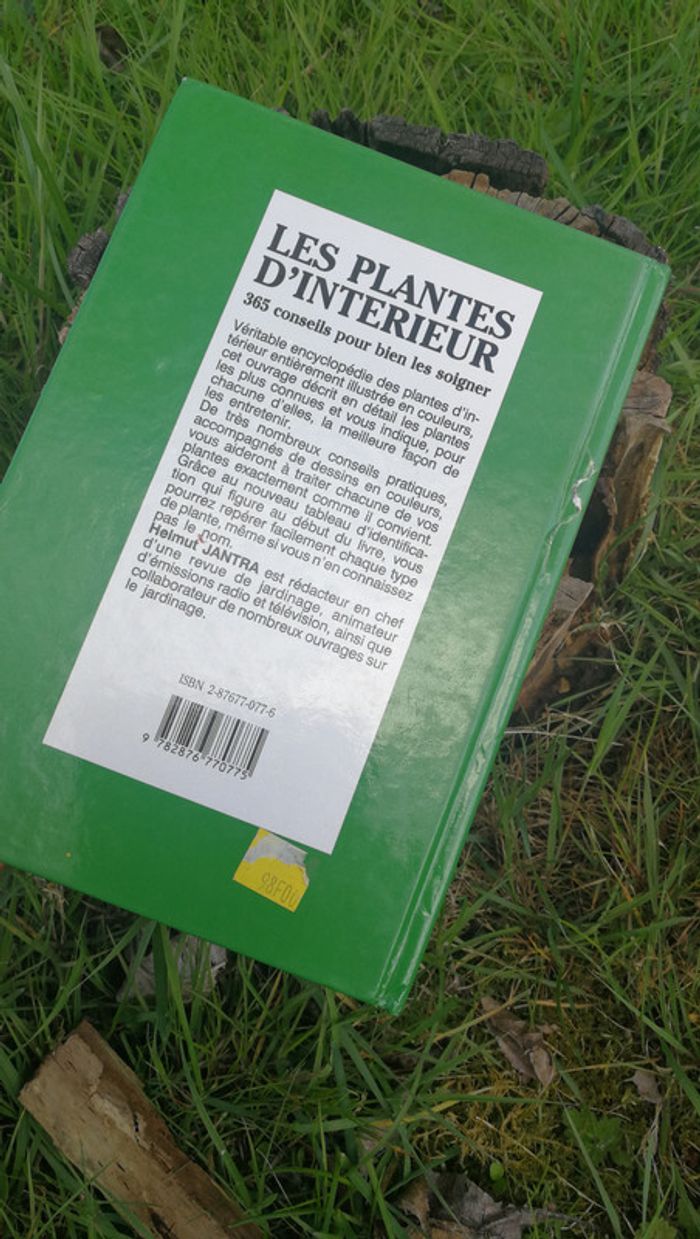 LES PLANTES
D'INTERIEUR
365 conseils pour bien les soigner
Véritable encyclopédie des plantes d'in-
térieur entièrement illustrée en couleurs,
cet ouvrage décrit en détail les plantes
les plus connues et vous indique, pour
chacune d'elles, la meilleure façon de
les entretenir.
De très nombreux conseils pratiques,
accompagnés de dessins en couleurs,
vous aideront à traiter chacune de vos
plantes exactement comme il convient.
Grâce au nouveau tableau d'identifica-
tion qui figure au début du livre, vous
pourrez repérer facilement chaque type
de plante, même si vous n'en connaissez
pas le nom.
Helmut JANTRA est rédacteur en chef
d'une revue de jardinage, animateur
d'émissions radio et télévision, ainsi que
collaborateur de nombreux ouvrages sur
le jardinage.
ISBN 2-87677-077-6
9 782876 770775
98F00